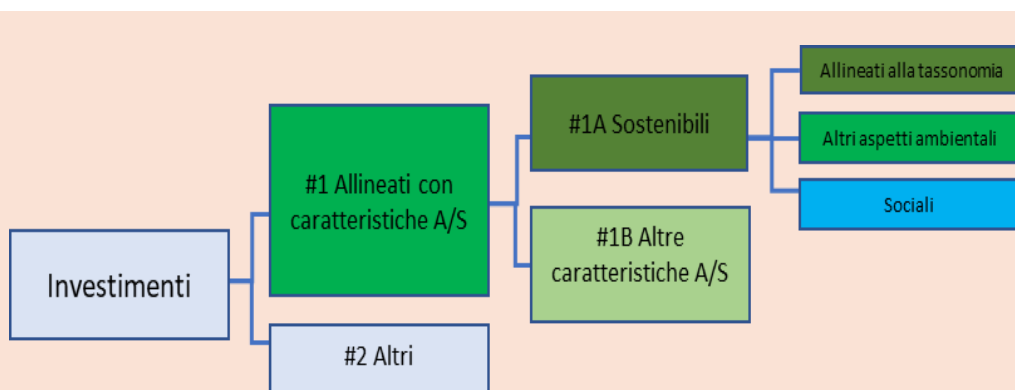 Investimenti
#1 Allineati con
caratteristiche A/S
#2 Altri
#1A Sostenibili
#1B Altre
caratteristiche A/S
Allineati alla tassonomia
Altri aspetti ambientali
Sociali